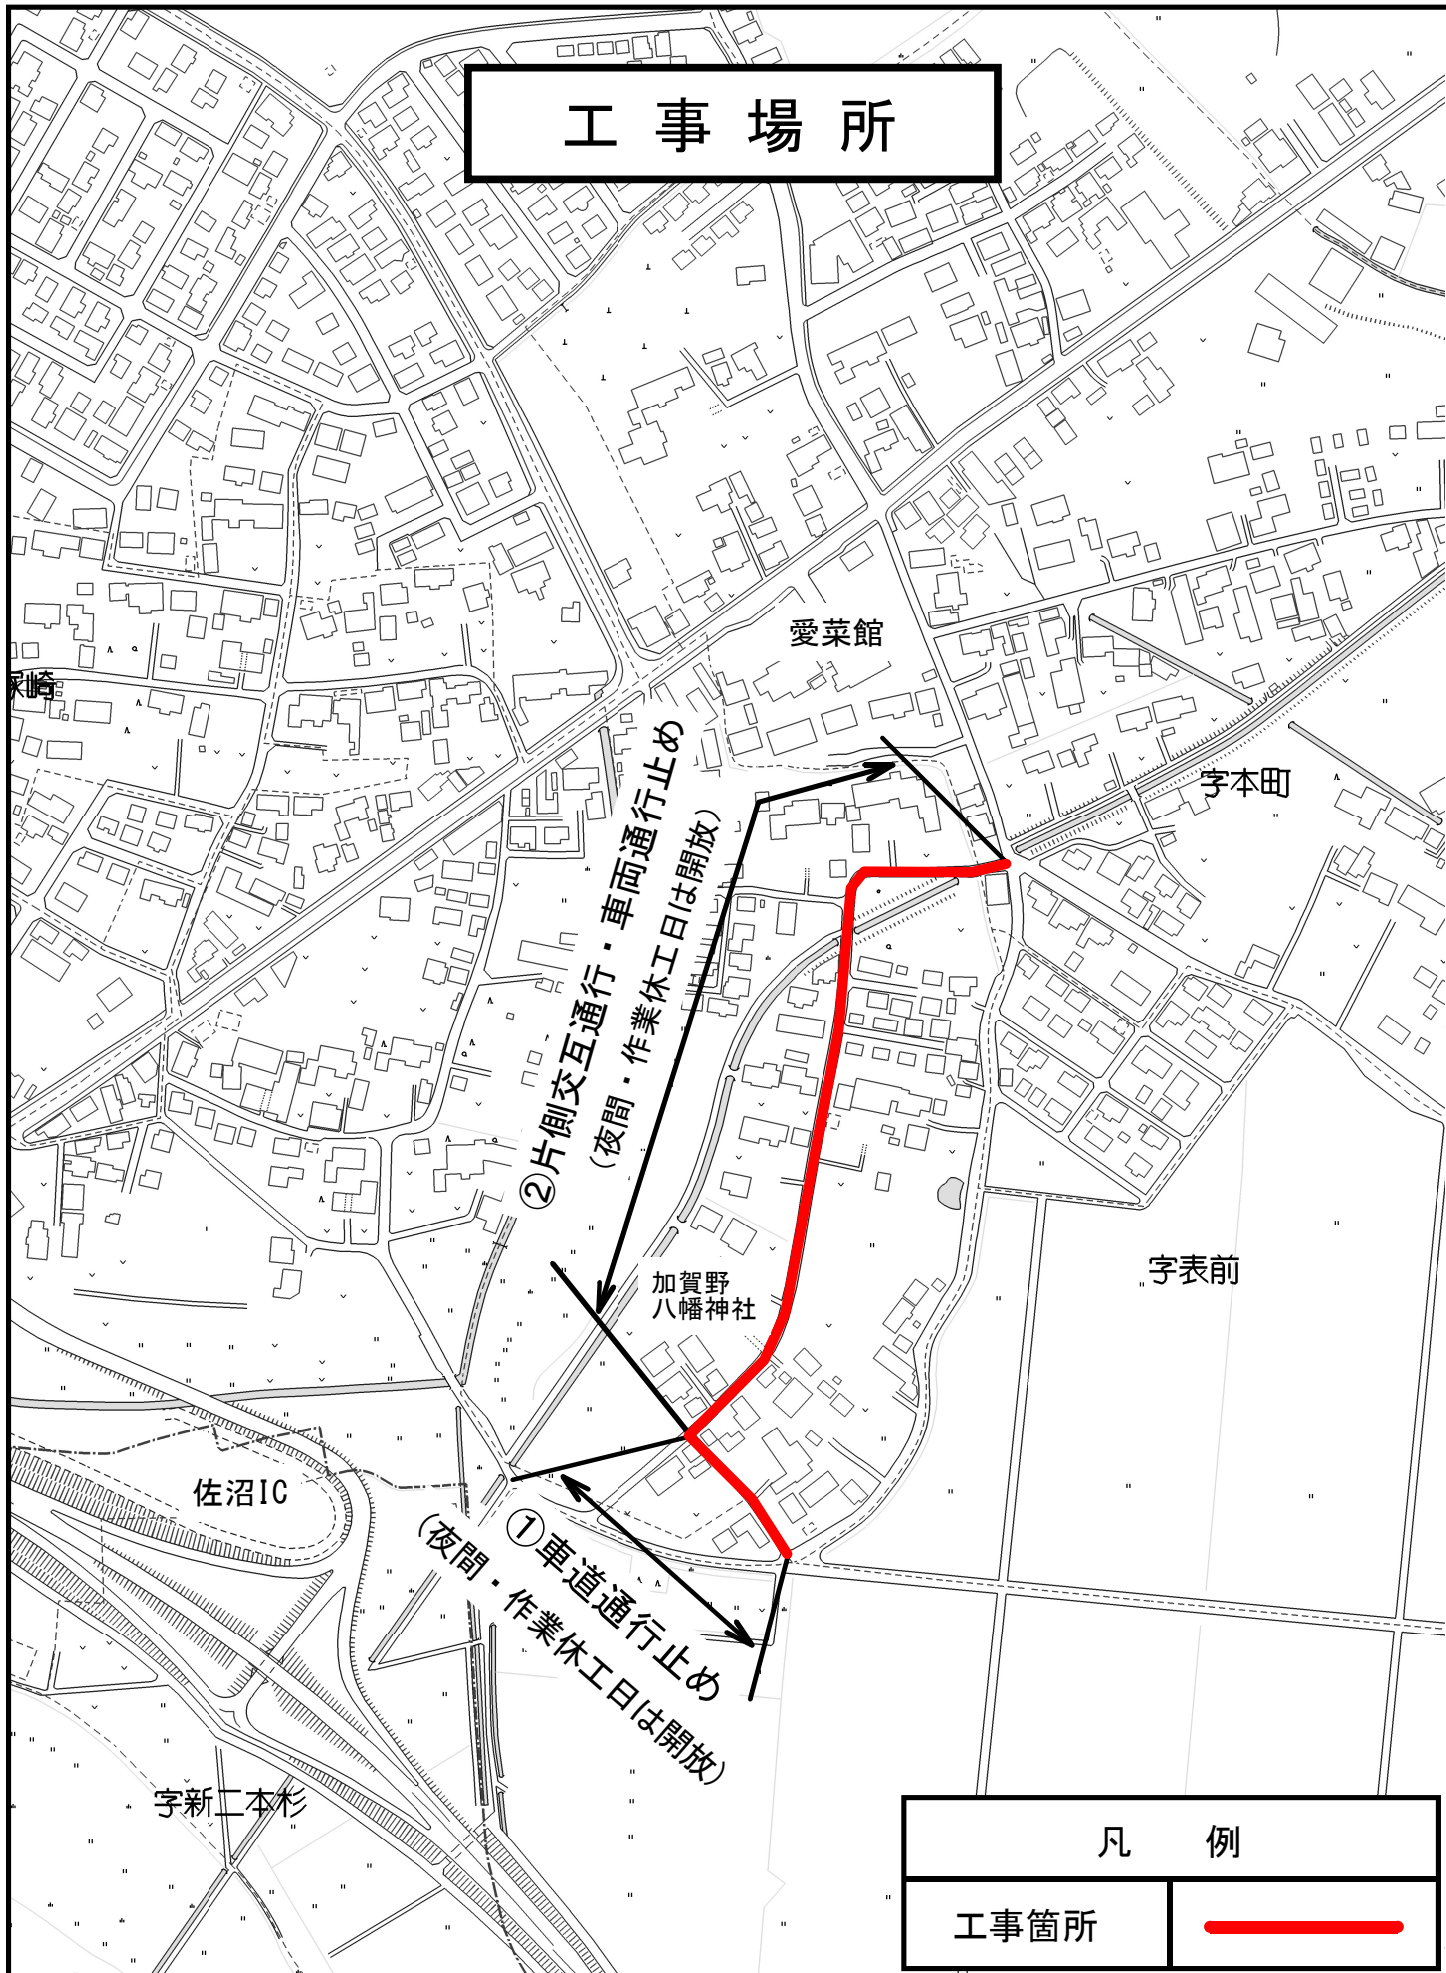 工事場所
愛菜館
字本町
②片側交互通行・車両通行止め
(夜間・作業休工日は開放)
字表前
加賀野
八幡神社
佐沼IC
①車道通行止め
(夜間・作業休工日は開放)
字新二本杉
凡例
工事箇所